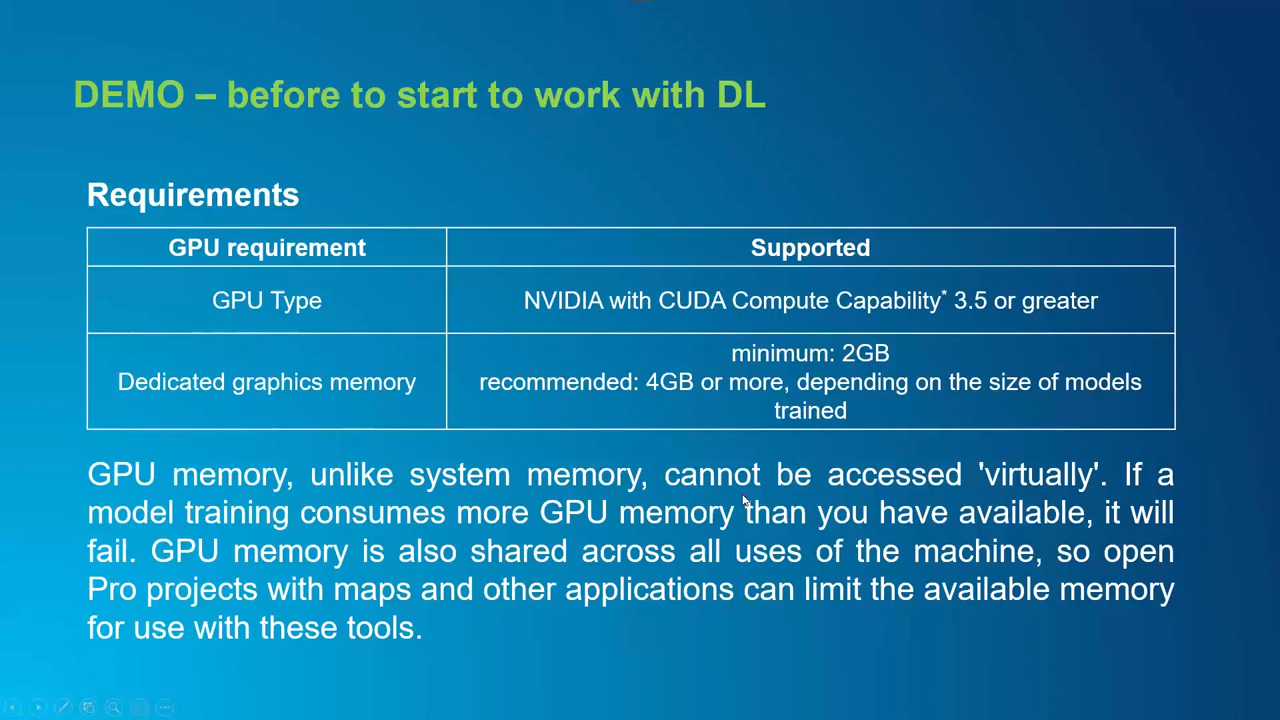 DEMO – before to start to work with DL
Requirements
GPU requirement
Supported
GPU Type
NVIDIA with CUDA Compute Capability* 3.5 or greater
Dedicated graphics memory
minimum: 2GB
recommended: 4GB or more, depending on the size of models
trained
GPU memory, unlike system memory, cannot be accessed 'virtually'. If a
model training consumes more GPU memory than you have available, it will
fail. GPU memory is also shared across all uses of the machine, so open
Pro projects with maps and other applications can limit the available memory
for use with these tools.